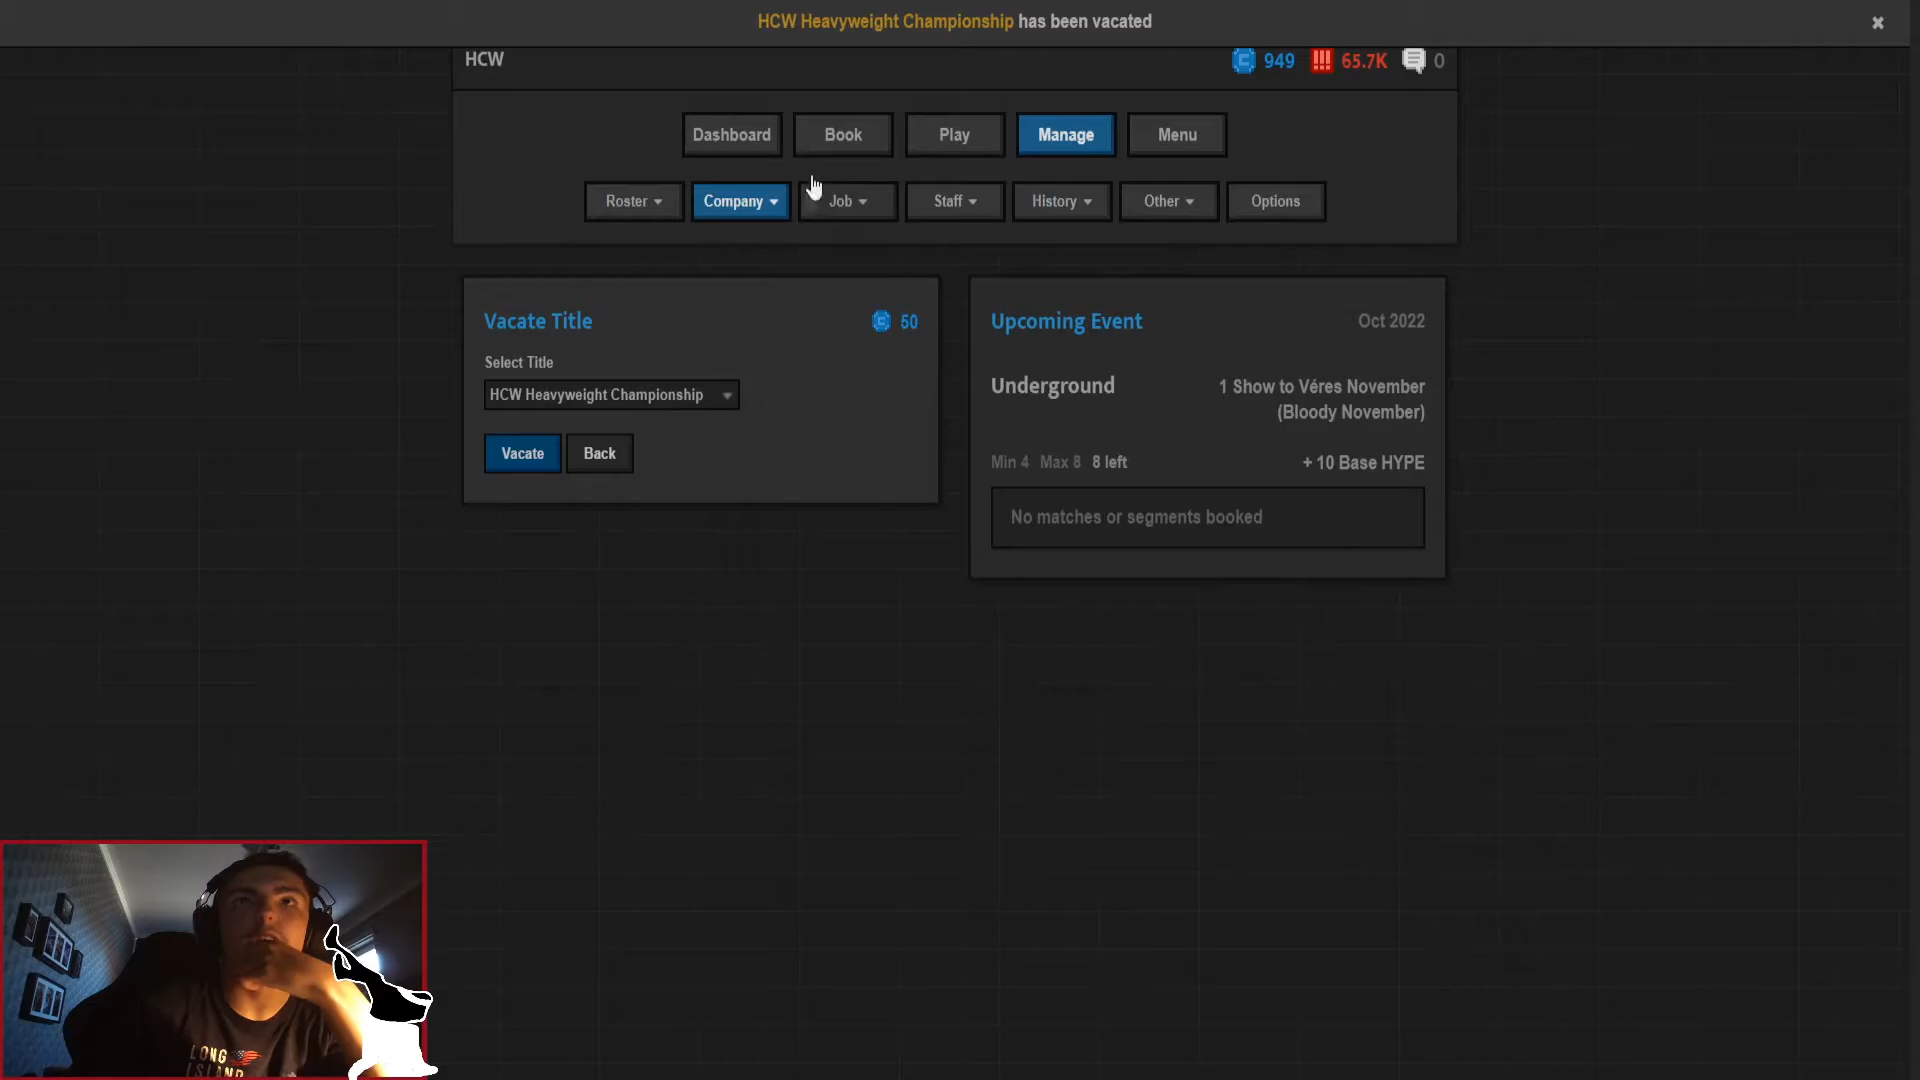 HCW Heavyweight Championship has been vacated
HCW
949 65.7K 0
Dashboard Book Play Manage Menu
Roster Company Job Staff History Other Options
Vacate Title 50
Select Title
HCW Heavyweight Championship
Vacate Back
Upcoming Event Oct 2022
Underground 1 Show to Véres November
(Bloody November)
Min 4 Max 8 8 left + 10 Base HYPE
No matches or segments booked
LONG
ISLAND